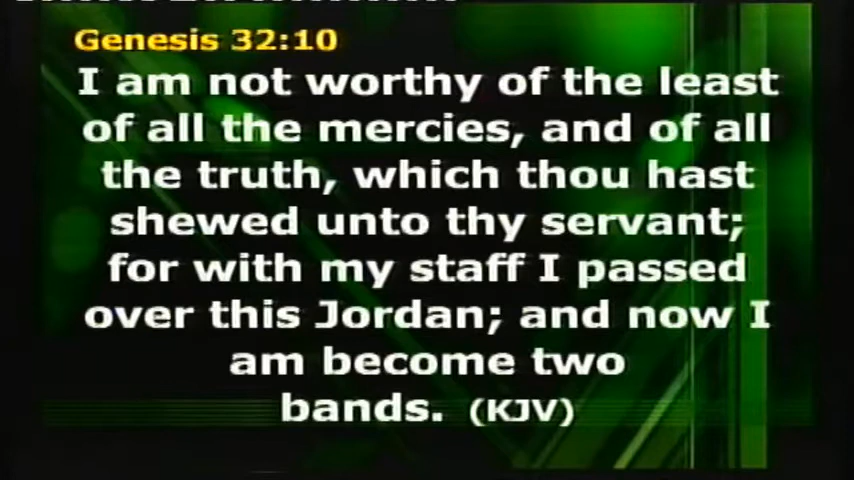 Genesis 32:10
I am not worthy of the least
of all the mercies, and of all
the truth, which thou hast
shewed unto thy servant;
for with my staff I passed
over this Jordan; and now I
am become two
bands. (KJV)